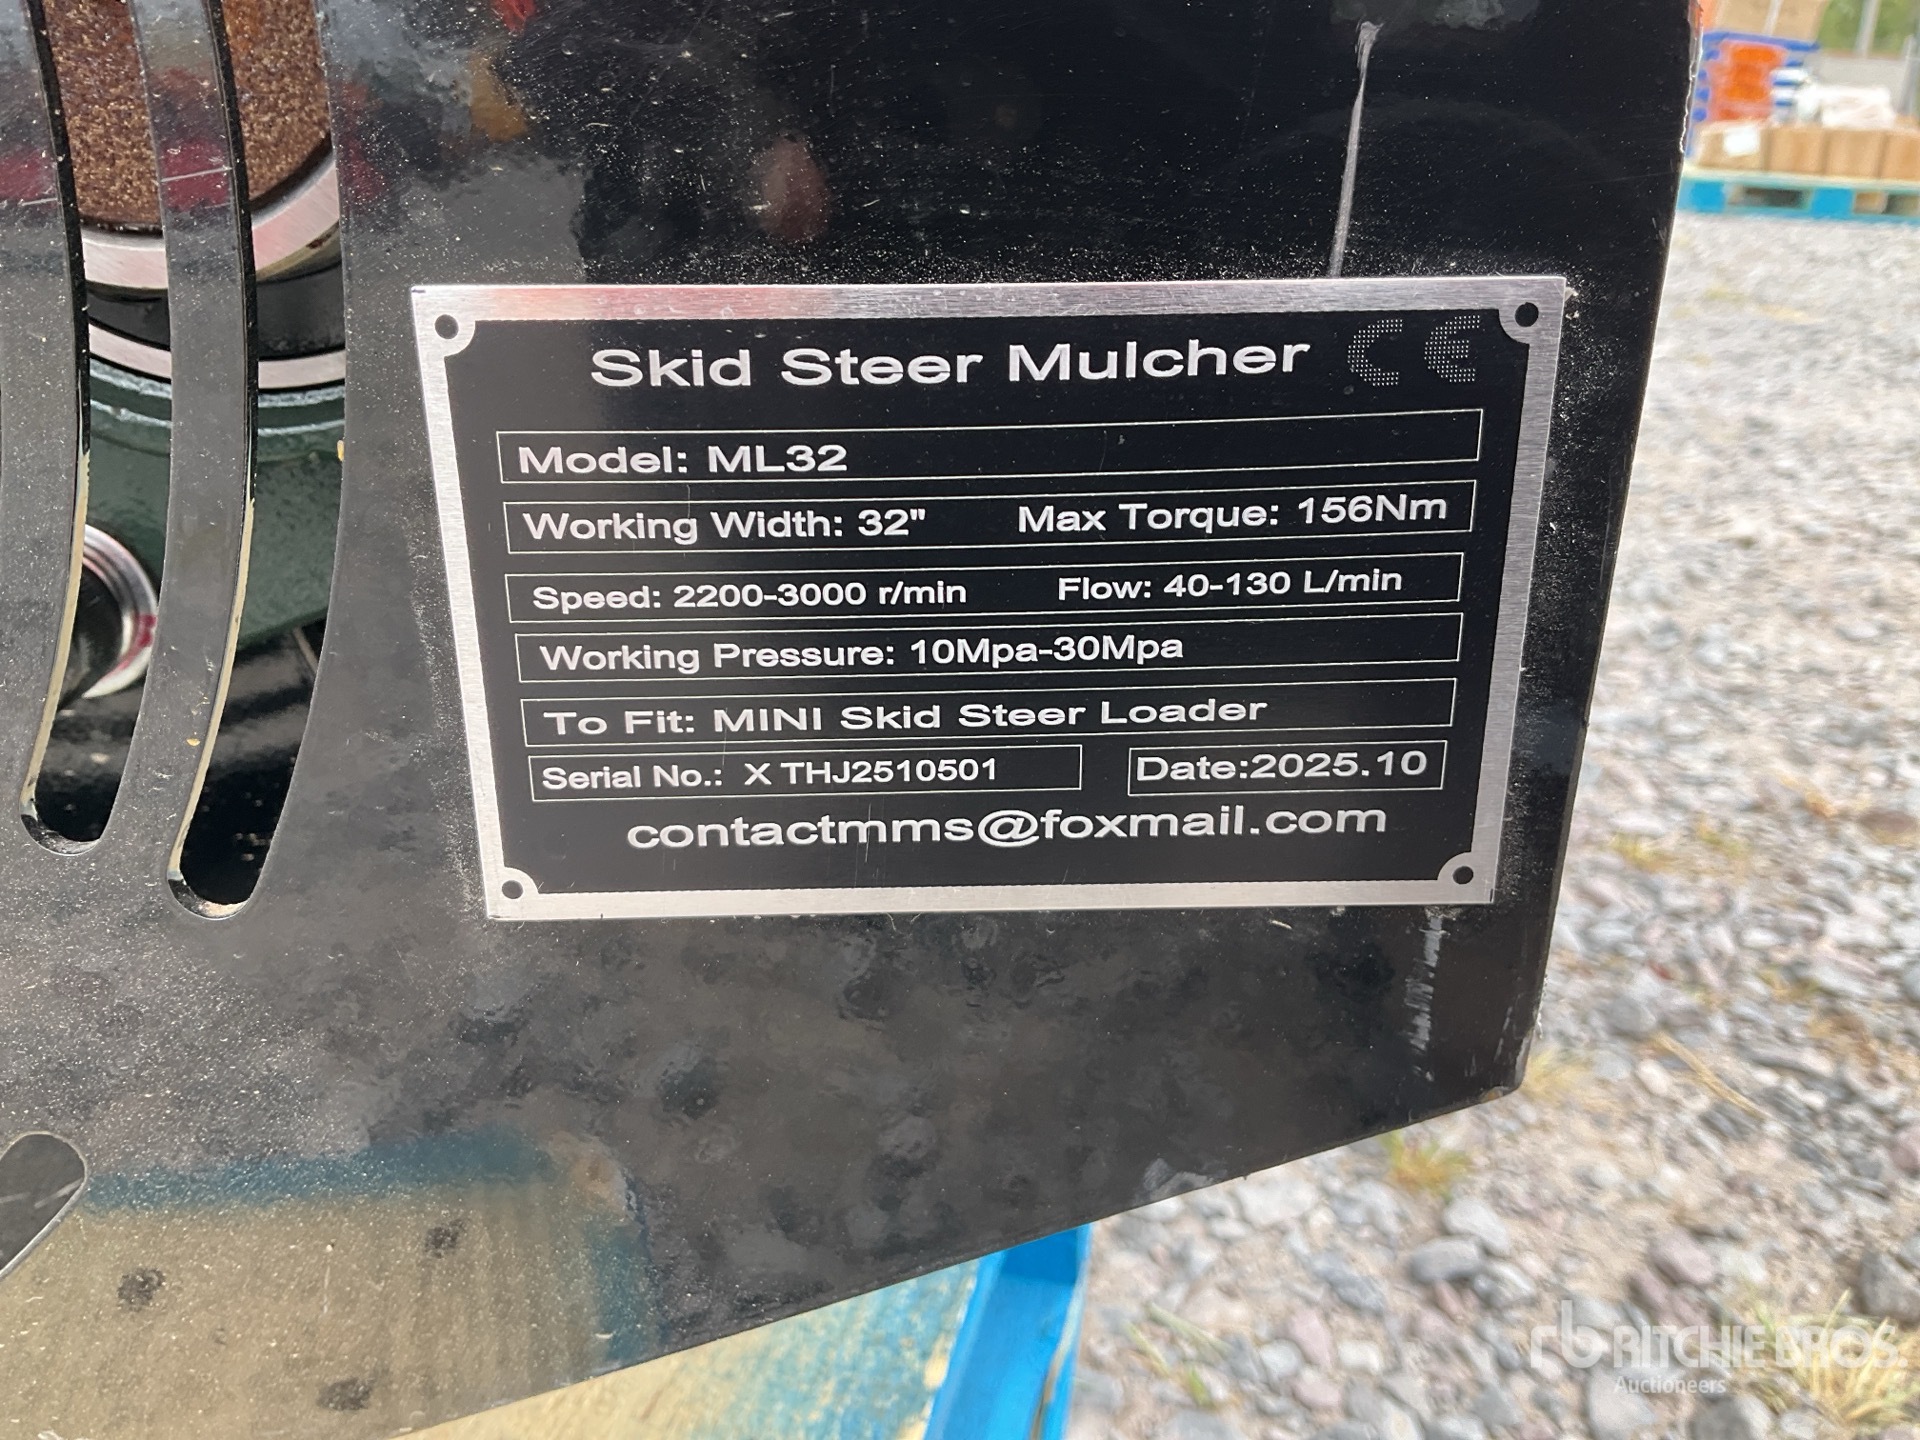 Skid Steer Mulcher CE
Model: ML32
Working Width: 32" Max Torque: 156Nm
Speed: 2200-3000 r/min Flow: 40-130 L/min
Working Pressure: 10Mpa-30Mpa
To Fit: MINI Skid Steer Loader
Serial No.: X THJ2510501 Date:2025.10
contactmms@foxmail.com
rb RITCHIE BROS.
Auctioneers